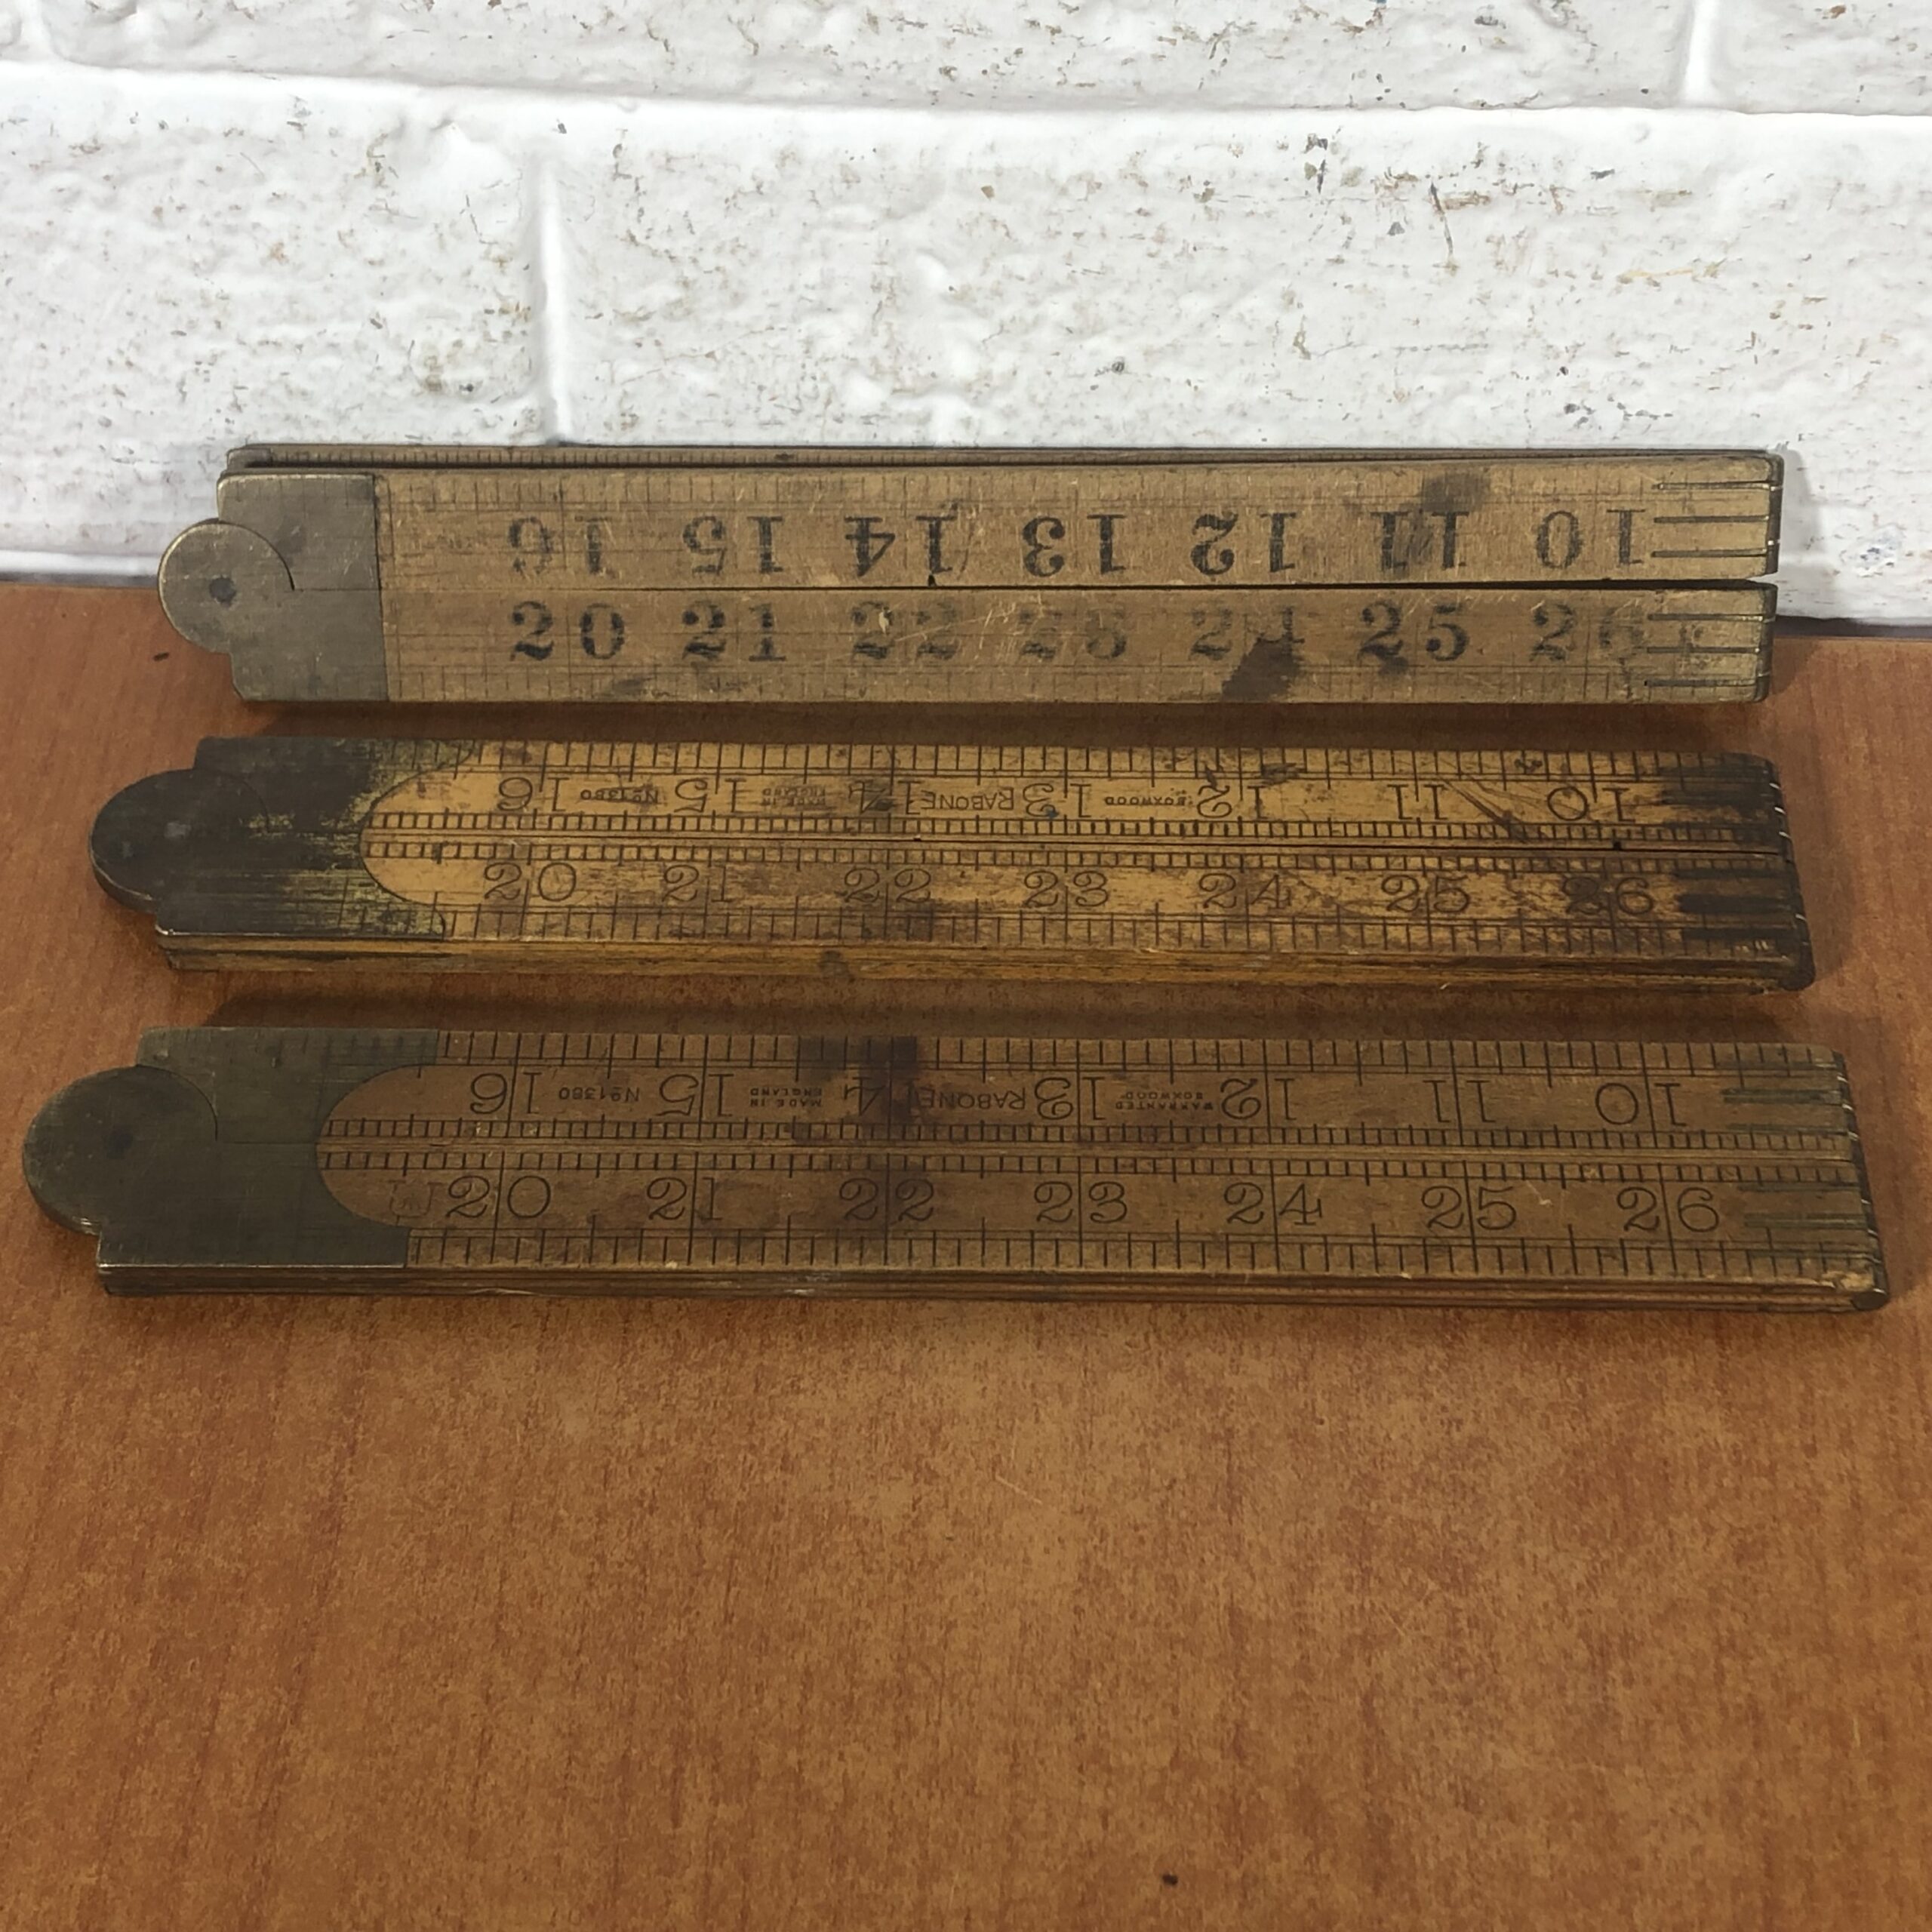 16 15 14 13 12 11 10
20 21 22 23 24 25 26
16 Nº1380 15 MADE IN ENGLAND 14 RABONE 13 BOXWOOD 12 11 10
20 21 22 23 24 25 26
16 Nº1380 15 MADE IN ENGLAND 14 RABONE 13 WARRANTED BOXWOOD 12 11 10
20 21 22 23 24 25 26